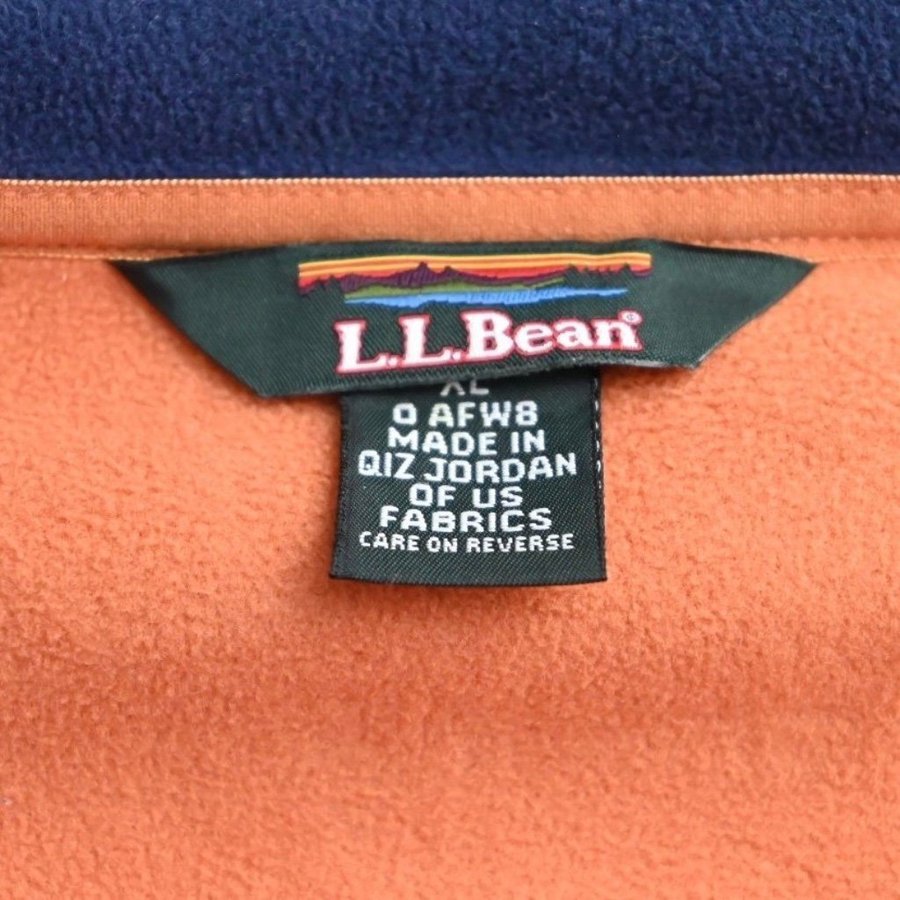 L.L.Bean®
XL
0 AFW8
MADE IN
QIZ JORDAN
OF US
FABRICS
CARE ON REVERSE